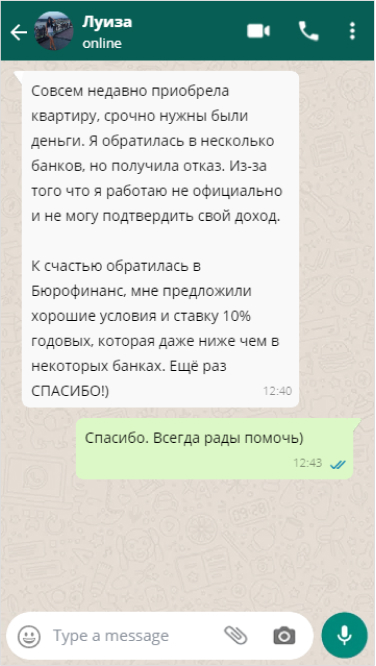 Луиза
online
Совсем недавно приобрела
квартиру, срочно нужны были
деньги. Я обратилась в несколько
банков, но получила отказ. Из-за
того что я работаю не официально
и не могу подтвердить свой доход.
К счастью обратилась в
Бюрофинанс, мне предложили
хорошие условия и ставку 10%
годовых, которая даже ниже чем в
некоторых банках. Ещё раз
СПАСИБО!)
12:40
Спасибо. Всегда рады помочь)
12:43
Type a message